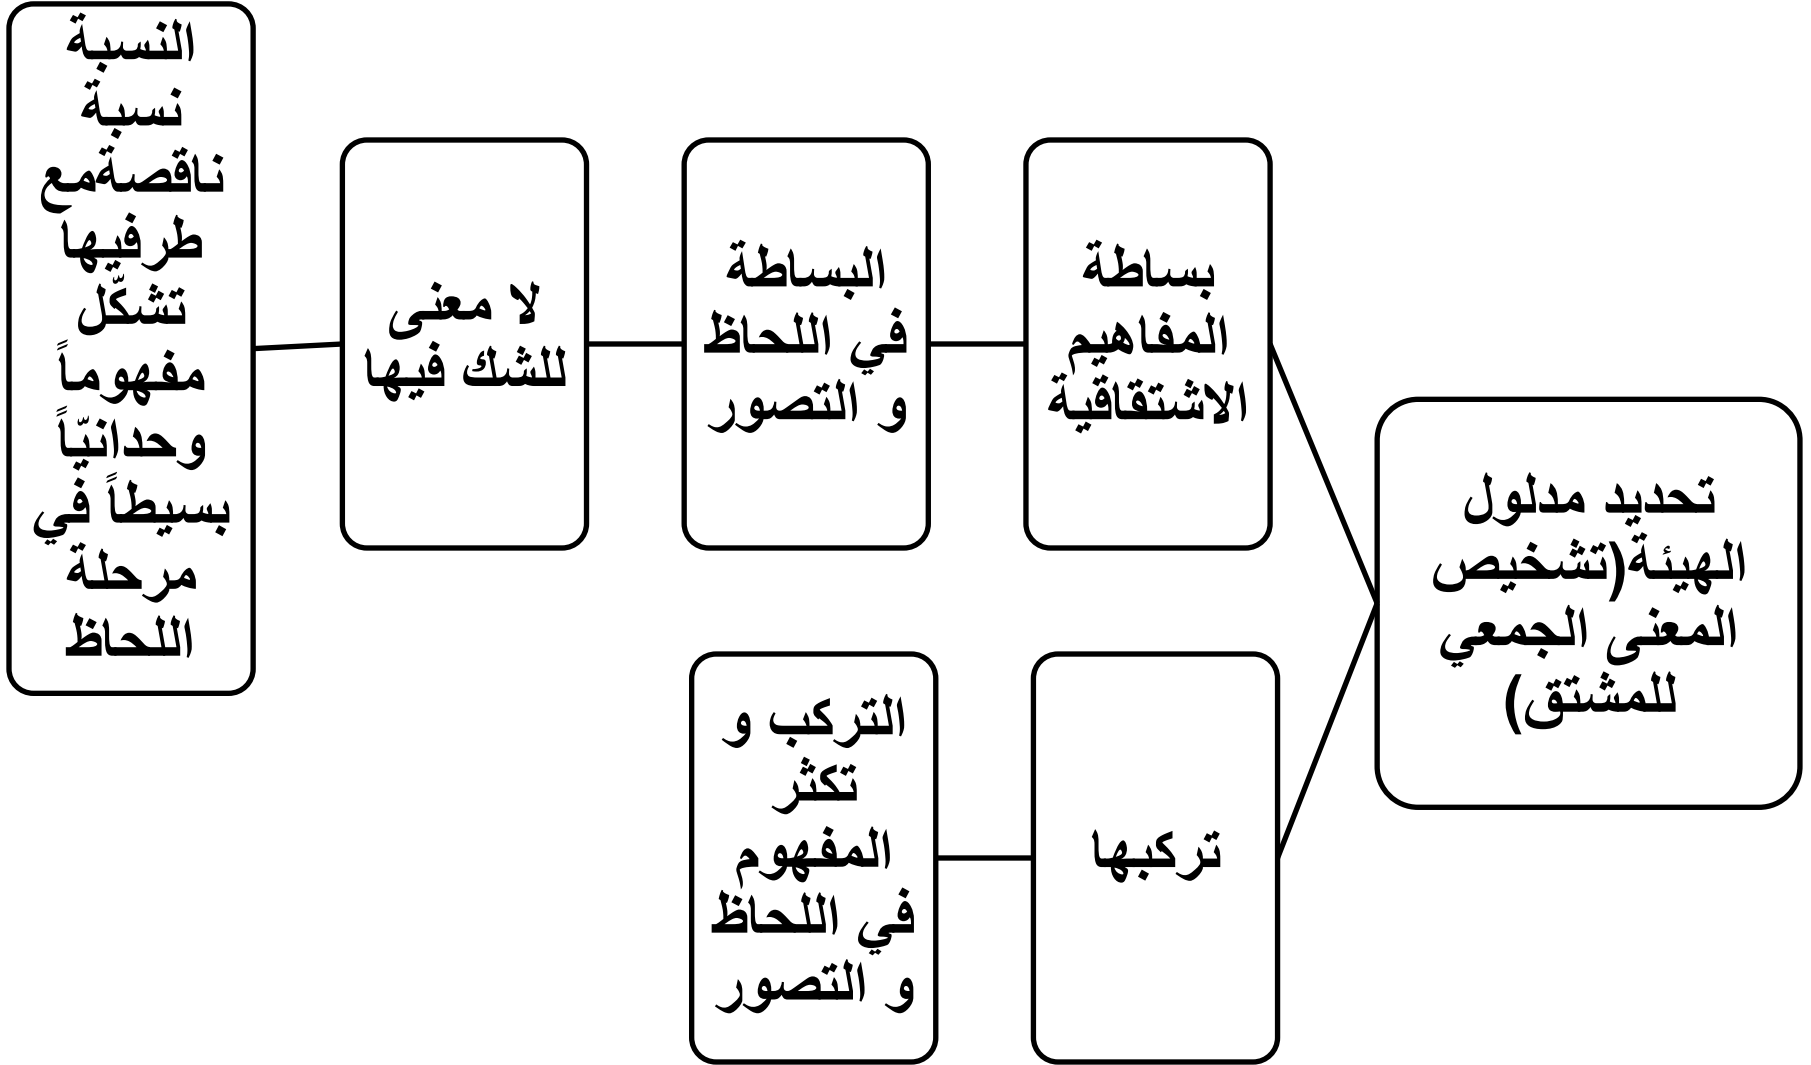 تحديد مدلول
الهيئة(تشخيص
المعنى الجمعي
للمشتق)
بساطة
المفاهيم
الاشتقاقية
البساطة
في اللحاظ
و التصور
لا معنى
للشك فيها
النسبة
نسبة
ناقصةمع
طرفيها
تشكّل
مفهوماً
وحدانيّاً
بسيطاً في
مرحلة
اللحاظ
تركبها
التركب و
تكثر
المفهوم
في اللحاظ
و التصور